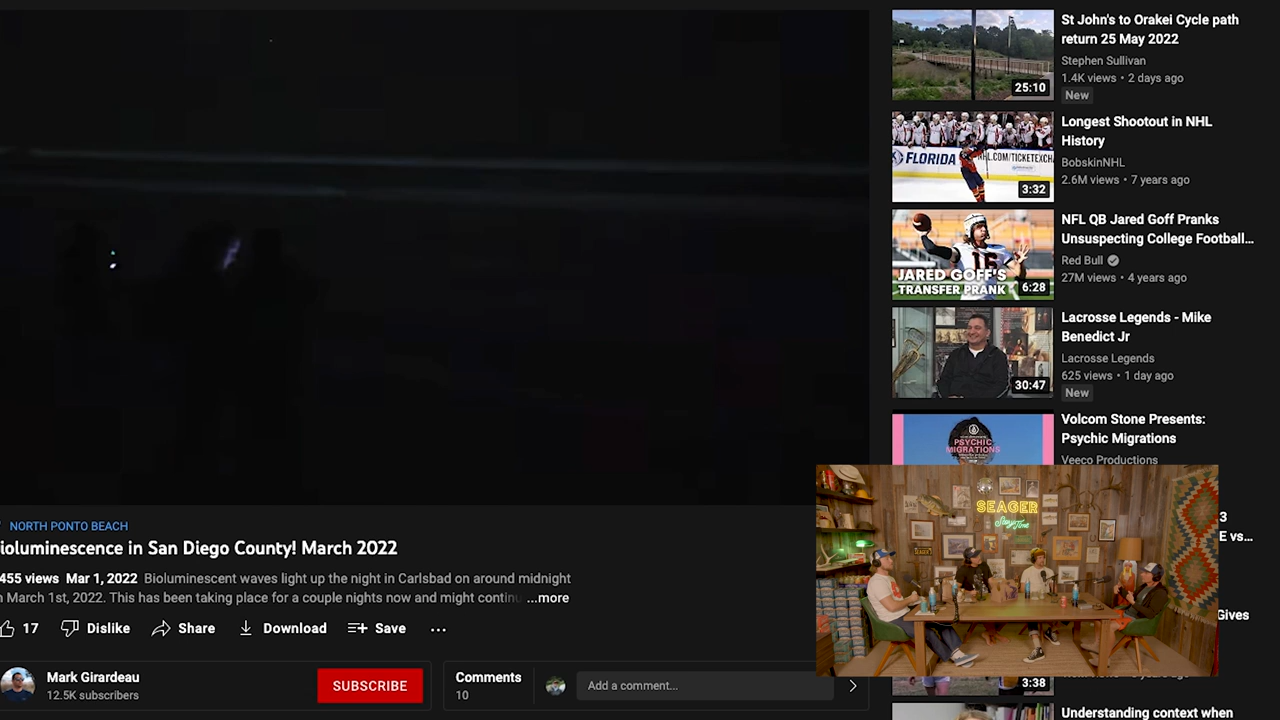 NORTH PONTO BEACH
ioluminescence in San Diego County! March 2022
455 views Mar 1, 2022 Bioluminescent waves light up the night in Carlsbad on around midnight
March 1st, 2022. This has been taking place for a couple nights now and might continu ...more
17 Dislike Share Download Save ...
Mark Girardeau
12.5K subscribers
SUBSCRIBE
Comments
10
Add a comment...
St John's to Orakei Cycle path
return 25 May 2022
Stephen Sullivan
1.4K views • 2 days ago
New
25:10
Longest Shootout in NHL
History
BobskinNHL
2.6M views • 7 years ago
FLORIDA
3:32
NFL QB Jared Goff Pranks
Unsuspecting College Football...
Red Bull
27M views • 4 years ago
16
JARED GOFF'S
TRANSFER PRANK
6:28
Lacrosse Legends - Mike
Benedict Jr
Lacrosse Legends
625 views • 1 day ago
New
30:47
Volcom Stone Presents:
Psychic Migrations
Veeco Productions
PSYCHIC
MIGRATIONS
SEAGER
3
E vs...
Gives
3:38
Understanding context when